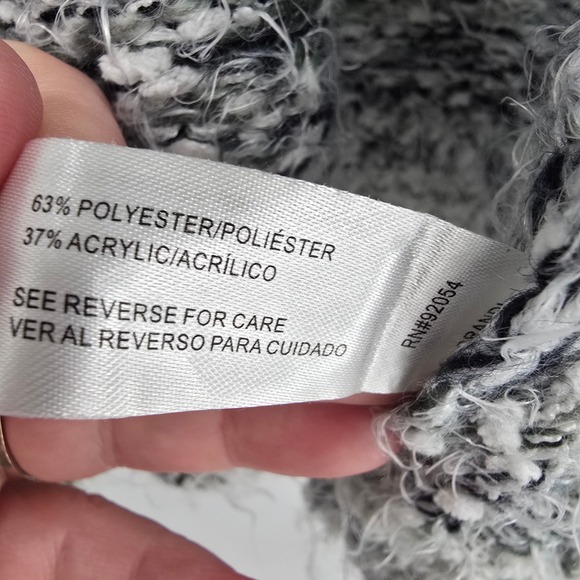 63% POLYESTER/POLIÉSTER
37% ACRYLIC/ACRÍLICO
SEE REVERSE FOR CARE
VER AL REVERSO PARA CUIDADO
RN#92054